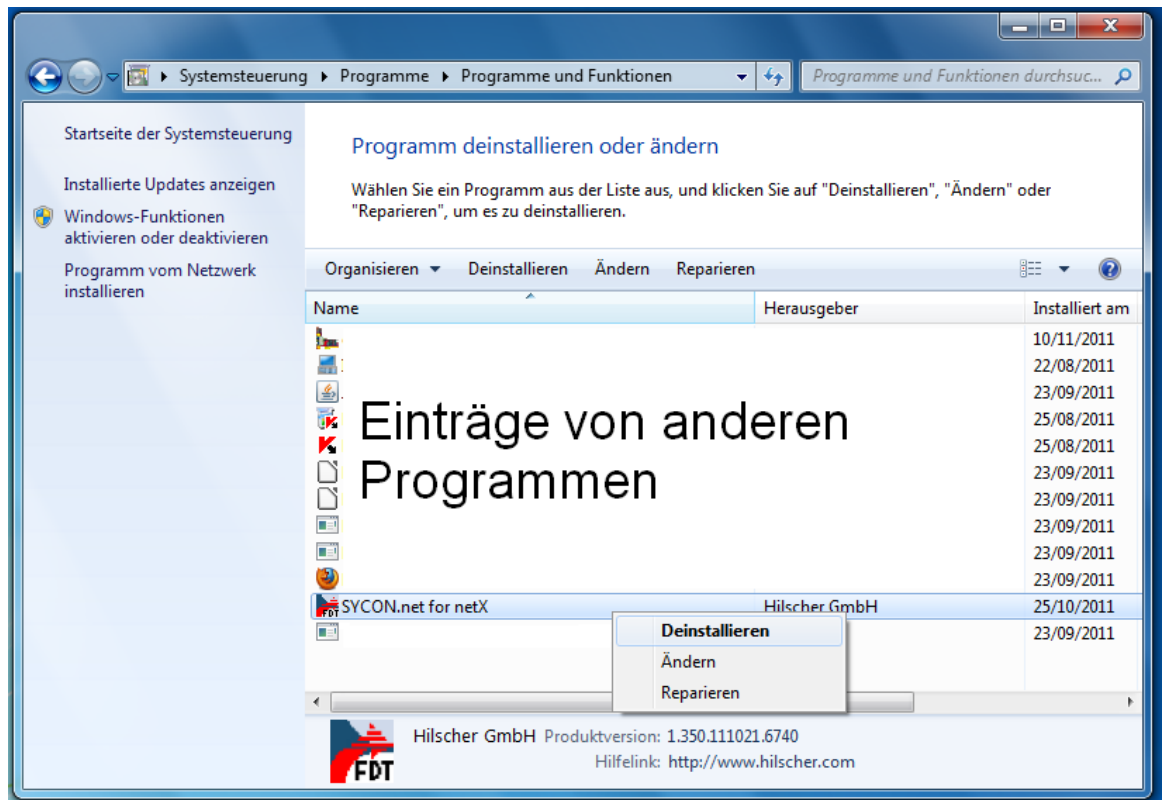 Systemsteuerung ▸ Programme ▸ Programme und Funktionen
Programme und Funktionen durchsuc...
Startseite der Systemsteuerung
Installierte Updates anzeigen
Windows-Funktionen
aktivieren oder deaktivieren
Programm vom Netzwerk
installieren
Programm deinstallieren oder ändern
Wählen Sie ein Programm aus der Liste aus, und klicken Sie auf "Deinstallieren", "Ändern" oder
"Reparieren", um es zu deinstallieren.
Organisieren Deinstallieren Ändern Reparieren
Name Herausgeber Installiert am
10/11/2011
22/08/2011
23/09/2011
25/08/2011
25/08/2011
23/09/2011
23/09/2011
23/09/2011
23/09/2011
23/09/2011
Einträge von anderen
Programmen
SYCON.net for netX Hilscher GmbH 25/10/2011
23/09/2011
Deinstallieren
Ändern
Reparieren
FDT
Hilscher GmbH Produktversion: 1.350.111021.6740
Hilfelink: http://www.hilscher.com